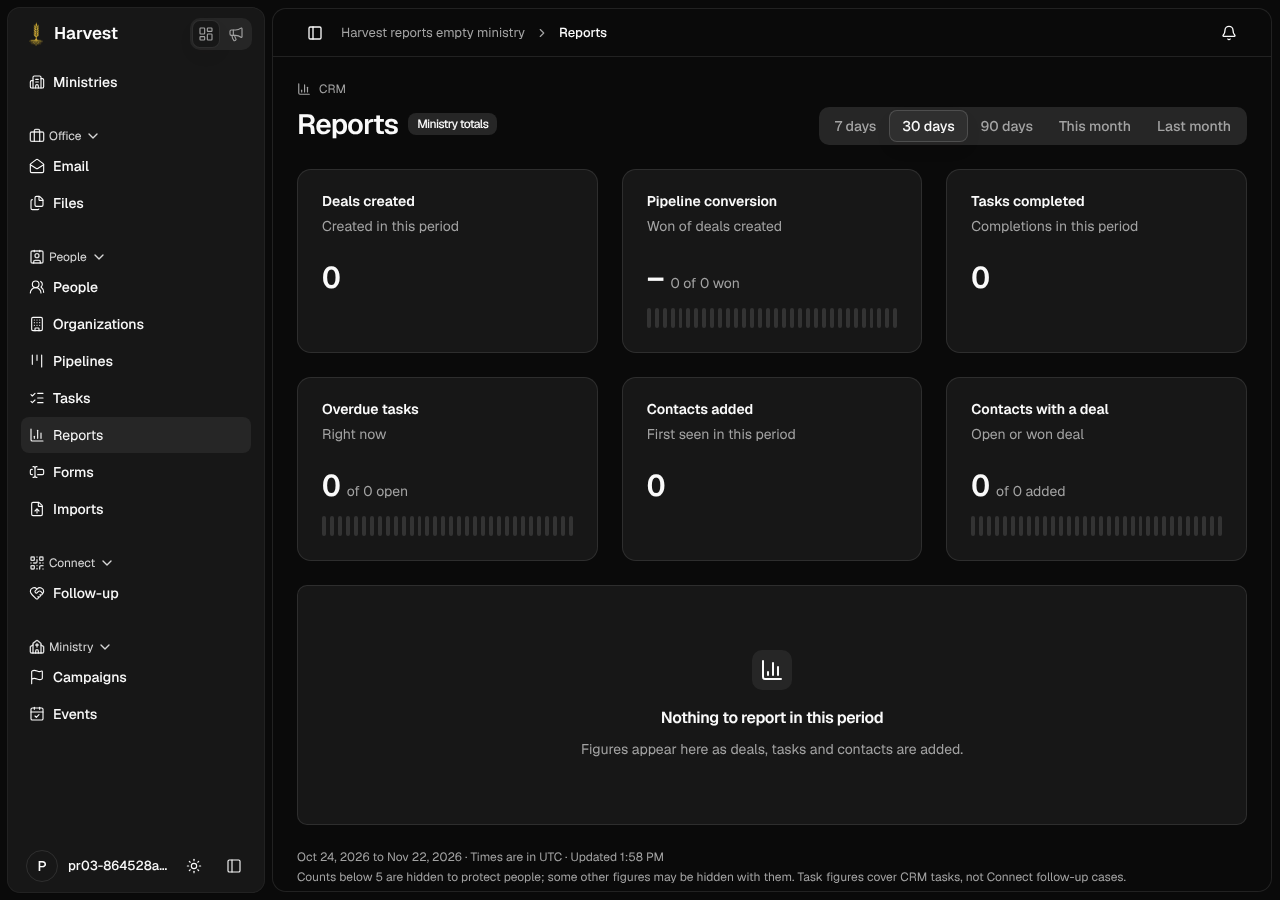 Harvest
Ministries
Office
Email
Files
People
People
Organizations
Pipelines
Tasks
Reports
Forms
Imports
Connect
Follow-up
Ministry
Campaigns
Events
P
pr03-864528a...
Harvest reports empty ministry
Reports
CRM
Reports
Ministry totals
7 days
30 days
90 days
This month
Last month
Deals created
Created in this period
0
Pipeline conversion
Won of deals created
– 0 of 0 won
Tasks completed
Completions in this period
0
Overdue tasks
Right now
0 of 0 open
Contacts added
First seen in this period
0
Contacts with a deal
Open or won deal
0 of 0 added
Nothing to report in this period
Figures appear here as deals, tasks and contacts are added.
Oct 24, 2026 to Nov 22, 2026 · Times are in UTC · Updated 1:58 PM
Counts below 5 are hidden to protect people; some other figures may be hidden with them. Task figures cover CRM tasks, not Connect follow-up cases.